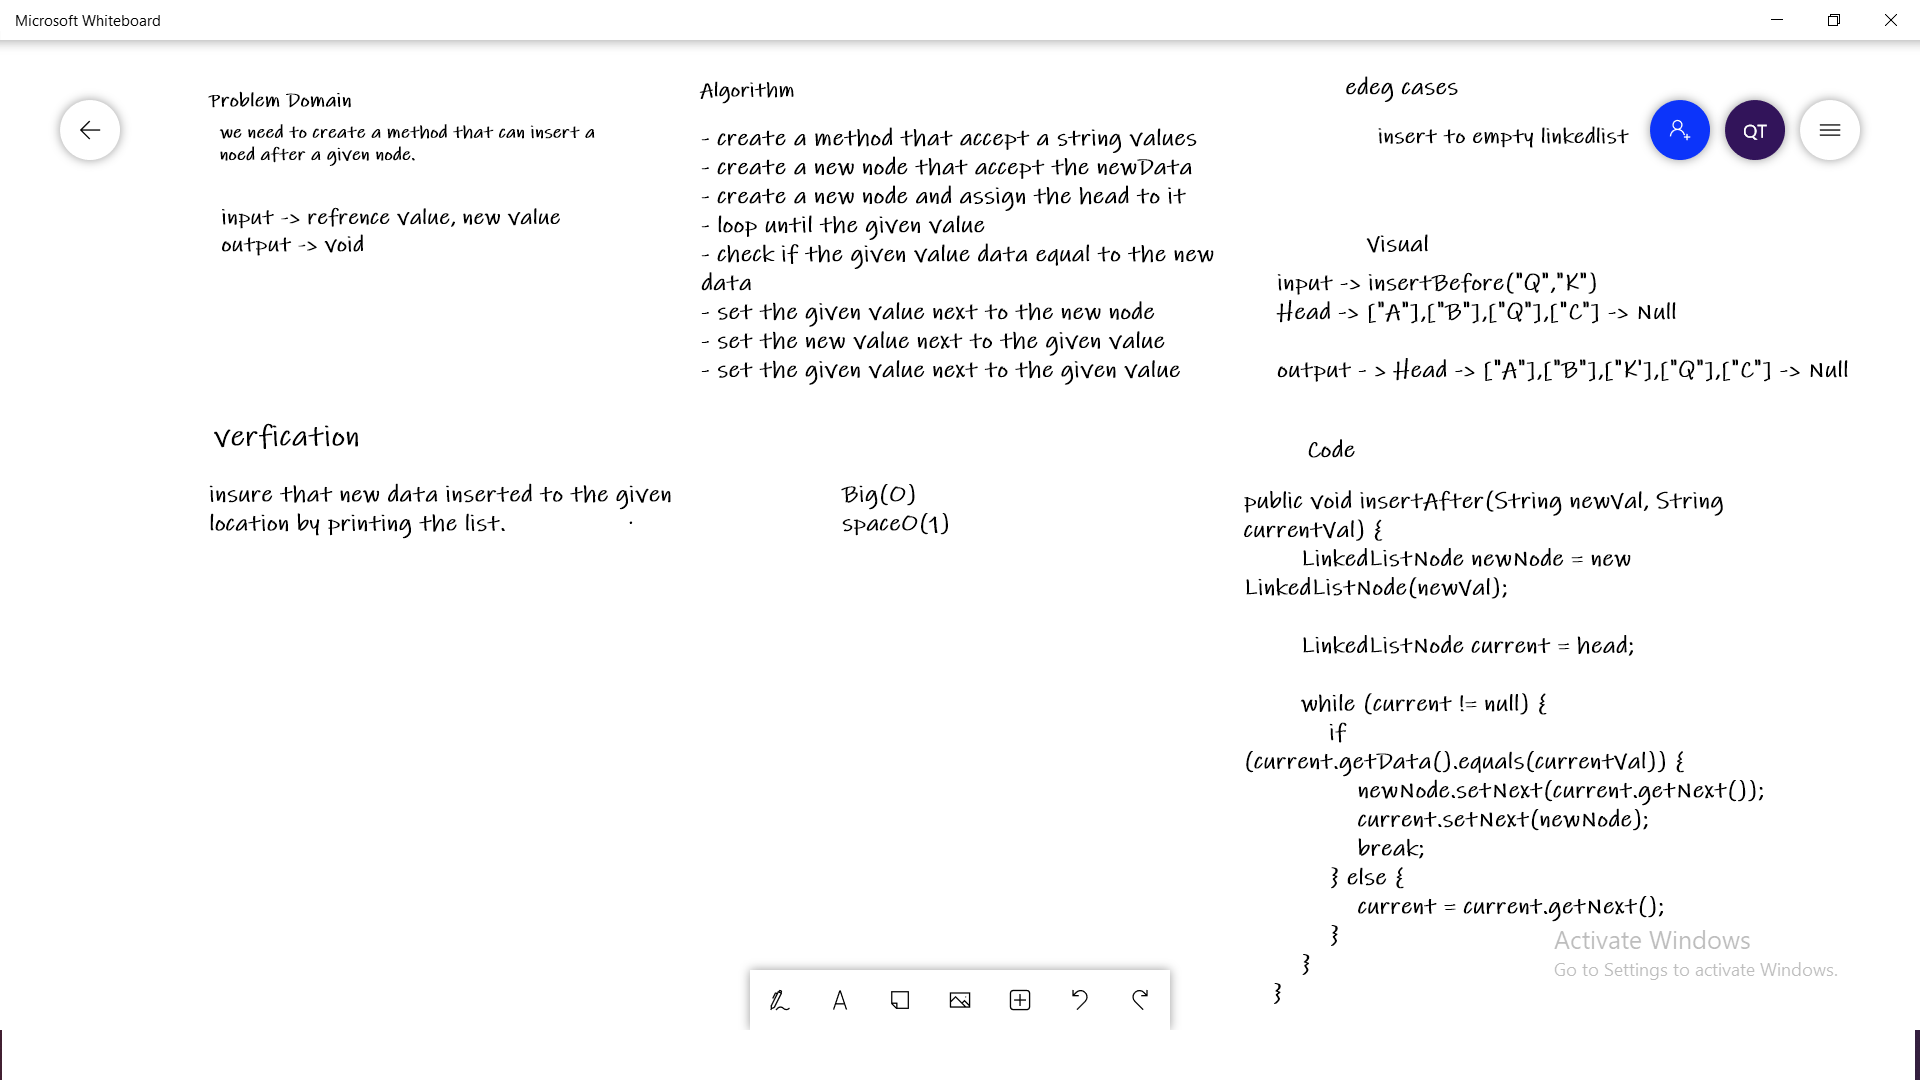 Microsoft Whiteboard
Problem Domain
we need to create a method that can insert a
noed after a given node.
input -> refrence value, new value
output -> void
Algorithm
- create a method that accept a string values
- create a new node that accept the newData
- create a new node and assign the head to it
- loop until the given value
- check if the given value data equal to the new
data
- set the given value next to the new node
- set the new value next to the given value
- set the given value next to the given value
edeg cases
insert to empty linkedlist
QT
Visual
input -> insertBefore("Q","K")
Head -> ["A"],["B"],["Q"],["C"] -> Null
output - > Head -> ["A"],["B"],["K'],["Q"],["C"] -> Null
verfication
insure that new data inserted to the given
location by printing the list.
Big(O)
spaceO(1)
Code
public void insertAfter(String newVal, String
currentVal) {
LinkedListNode newNode = new
LinkedListNode(newVal);
LinkedListNode current = head;
while (current != null) {
if
(current.getData().equals(currentVal)) {
newNode.setNext(current.getNext());
current.setNext(newNode);
break;
} else {
current = current.getNext();
}
}
}
Activate Windows
Go to Settings to activate Windows.